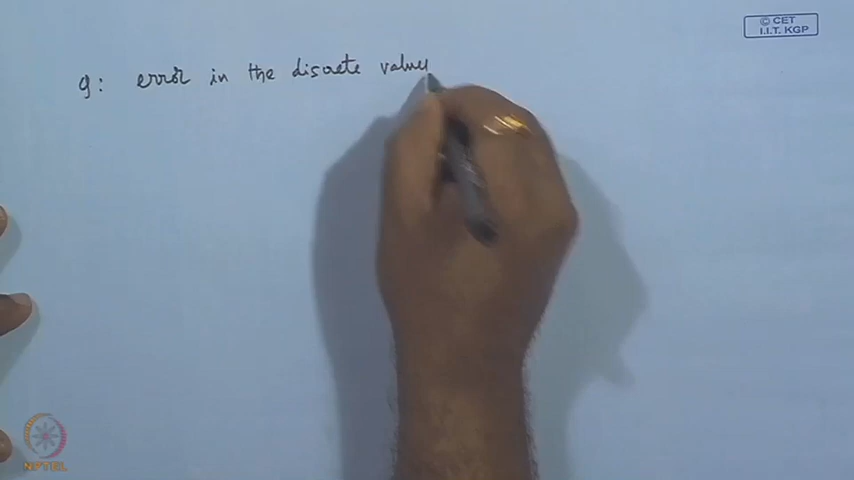 © CET
I.I.T. KGP
g: error in the discrete values
NPTEL